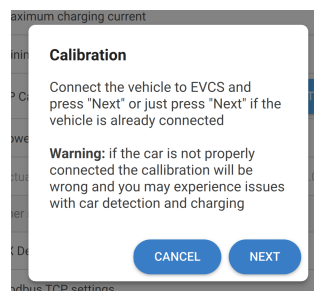 aximum charging current
Calibration
Connect the vehicle to EVCS and
press "Next" or just press "Next" if the
vehicle is already connected
Warning: if the car is not properly
connected the callibration will be
wrong and you may experience issues
with car detection and charging
CANCEL NEXT
odbus TCP settings